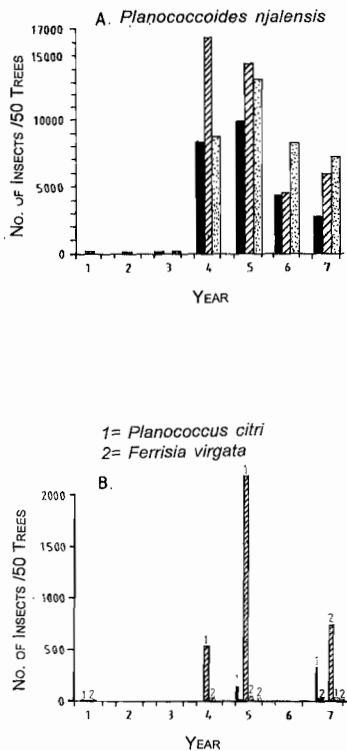 A. Planococcoides njalensis
17000
10000
5000
0
No. of Insects /50 Trees
1 2 3 4 5 6 7
Year
1= Planococcus citri
2= Ferrisia virgata
B.
2000
1500
1000
500
0
No. of Insects /50 Trees
1 2
1
2
1
1
2
2
1
2
2
1 2
1 2 3 4 5 6 7
Year